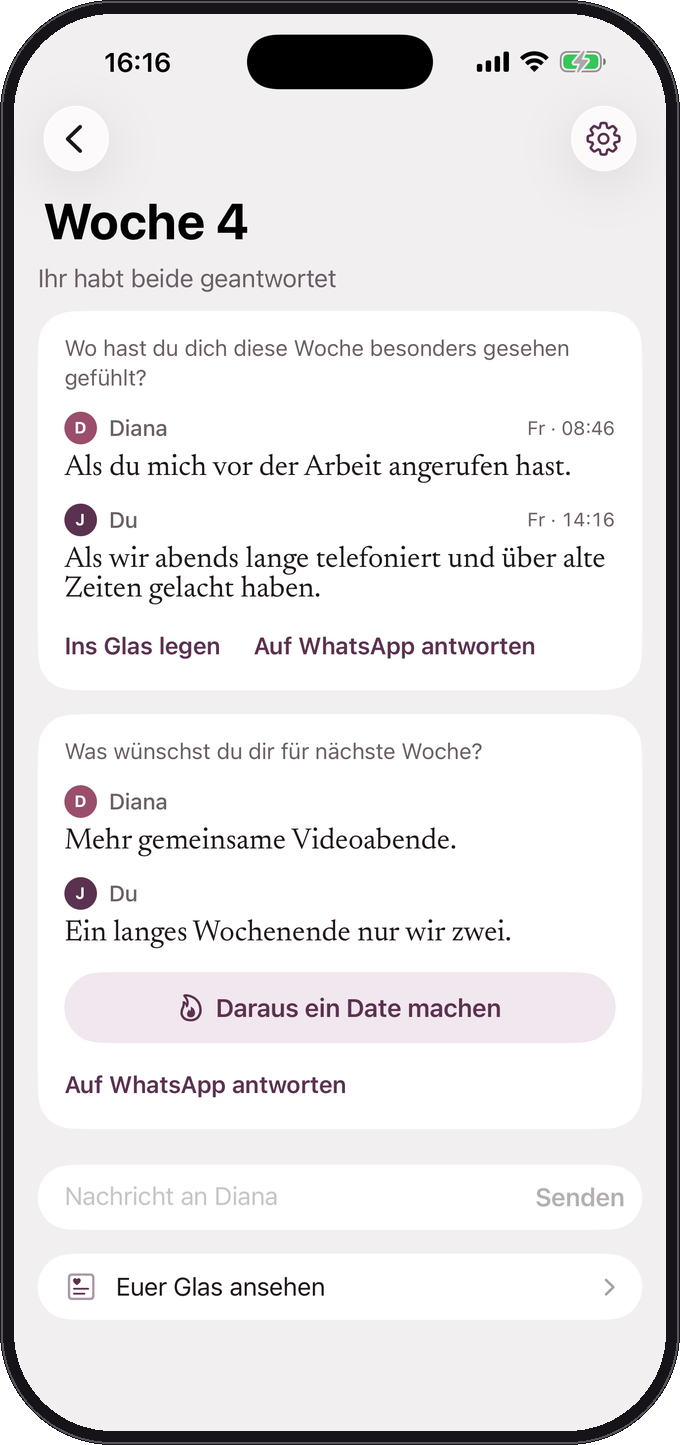 16:16
Woche 4
Ihr habt beide geantwortet
Wo hast du dich diese Woche besonders gesehen
gefühlt?
D Diana Fr · 08:46
Als du mich vor der Arbeit angerufen hast.
J Du Fr · 14:16
Als wir abends lange telefoniert und über alte
Zeiten gelacht haben.
Ins Glas legen Auf WhatsApp antworten
Was wünschst du dir für nächste Woche?
D Diana
Mehr gemeinsame Videoabende.
J Du
Ein langes Wochenende nur wir zwei.
Daraus ein Date machen
Auf WhatsApp antworten
Nachricht an Diana Senden
Euer Glas ansehen